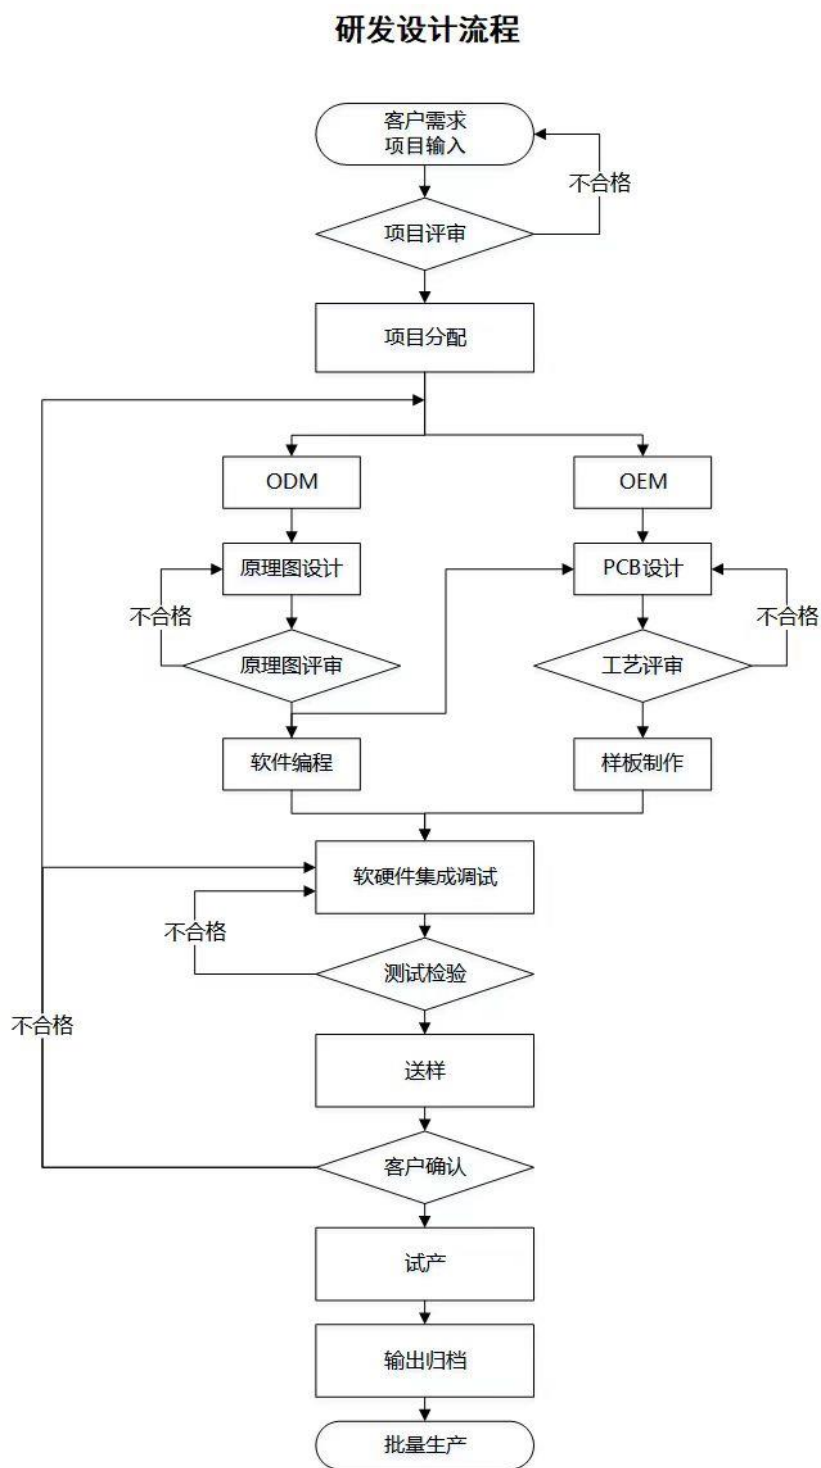 研发设计流程
客户需求
项目输入
不合格
项目评审
项目分配
ODM
OEM
原理图设计
PCB设计
不合格
不合格
原理图评审
工艺评审
软件编程
样板制作
软硬件集成调试
不合格
测试检验
不合格
送样
客户确认
试产
输出归档
批量生产